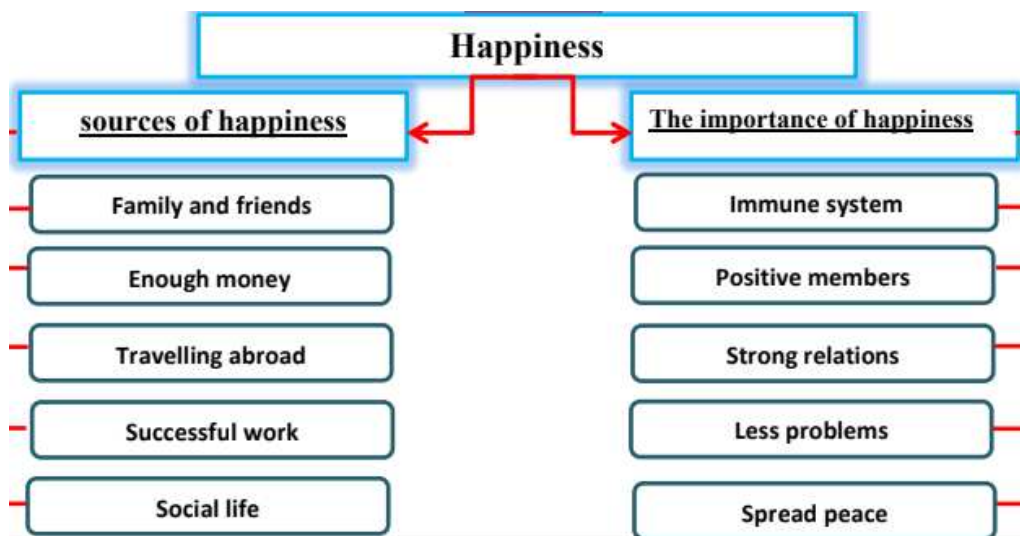 Happiness
sources of happiness
Family and friends
Enough money
Travelling abroad
Successful work
Social life
The importance of happiness
Immune system
Positive members
Strong relations
Less problems
Spread peace